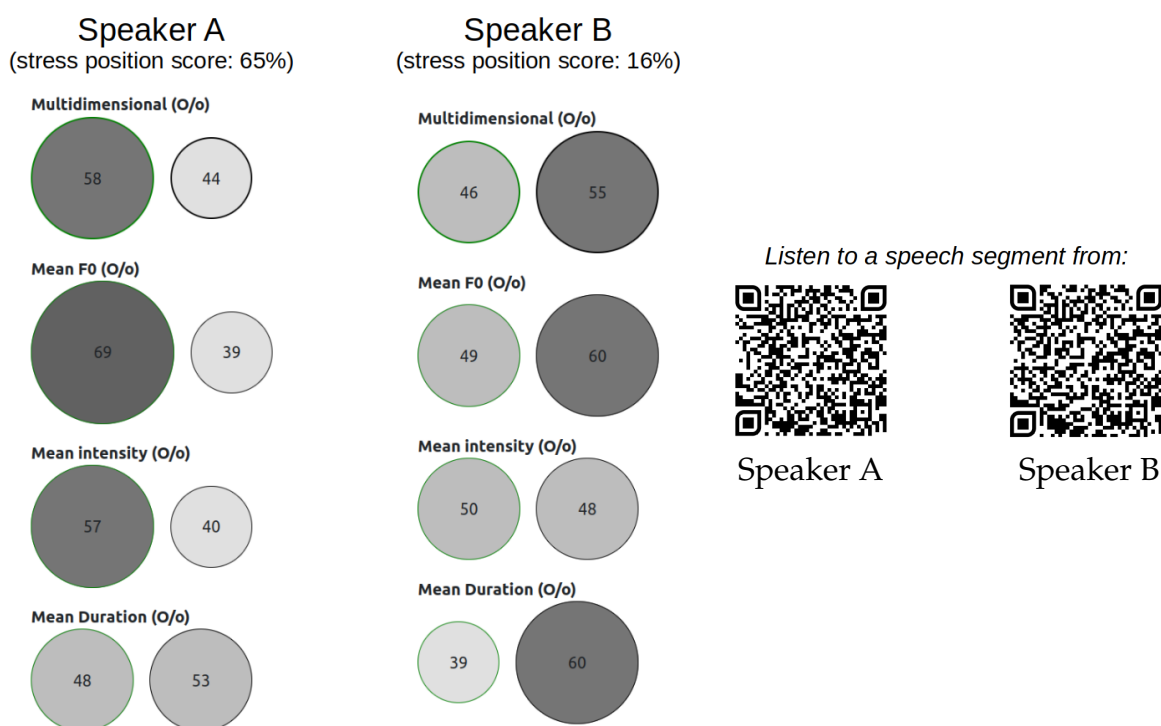 Speaker A
(stress position score: 65%)
Multidimensional (O/o)
58 44
Mean F0 (O/o)
69 39
Mean intensity (O/o)
57 40
Mean Duration (O/o)
48 53
Speaker B
(stress position score: 16%)
Multidimensional (O/o)
46 55
Mean F0 (O/o)
49 60
Mean intensity (O/o)
50 48
Mean Duration (O/o)
39 60
Listen to a speech segment from:
Speaker A Speaker B